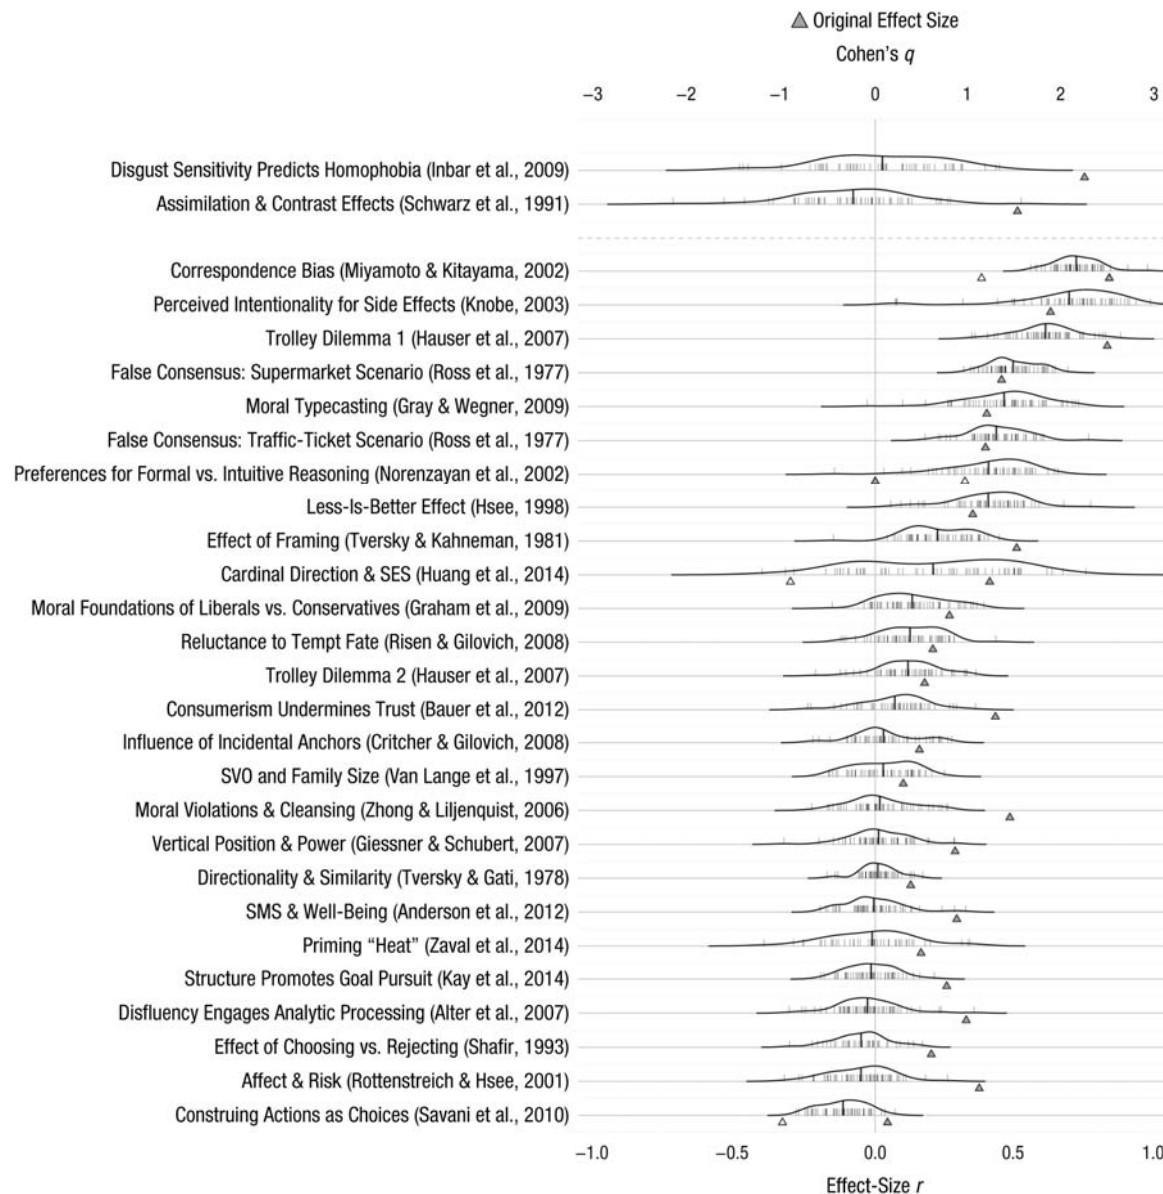 Original Effect Size
Cohen's q
−3 −2 −1 0 1 2 3
Disgust Sensitivity Predicts Homophobia (Inbar et al., 2009)
Assimilation & Contrast Effects (Schwarz et al., 1991)
Correspondence Bias (Miyamoto & Kitayama, 2002)
Perceived Intentionality for Side Effects (Knobe, 2003)
Trolley Dilemma 1 (Hauser et al., 2007)
False Consensus: Supermarket Scenario (Ross et al., 1977)
Moral Typecasting (Gray & Wegner, 2009)
False Consensus: Traffic-Ticket Scenario (Ross et al., 1977)
Preferences for Formal vs. Intuitive Reasoning (Norenzayan et al., 2002)
Less-Is-Better Effect (Hsee, 1998)
Effect of Framing (Tversky & Kahneman, 1981)
Cardinal Direction & SES (Huang et al., 2014)
Moral Foundations of Liberals vs. Conservatives (Graham et al., 2009)
Reluctance to Tempt Fate (Risen & Gilovich, 2008)
Trolley Dilemma 2 (Hauser et al., 2007)
Consumerism Undermines Trust (Bauer et al., 2012)
Influence of Incidental Anchors (Critcher & Gilovich, 2008)
SVO and Family Size (Van Lange et al., 1997)
Moral Violations & Cleansing (Zhong & Liljenquist, 2006)
Vertical Position & Power (Giessner & Schubert, 2007)
Directionality & Similarity (Tversky & Gati, 1978)
SMS & Well-Being (Anderson et al., 2012)
Priming “Heat” (Zaval et al., 2014)
Structure Promotes Goal Pursuit (Kay et al., 2014)
Disfluency Engages Analytic Processing (Alter et al., 2007)
Effect of Choosing vs. Rejecting (Shafir, 1993)
Affect & Risk (Rottenstreich & Hsee, 2001)
Construing Actions as Choices (Savani et al., 2010)
−1.0 −0.5 0.0 0.5 1.0
Effect-Size r